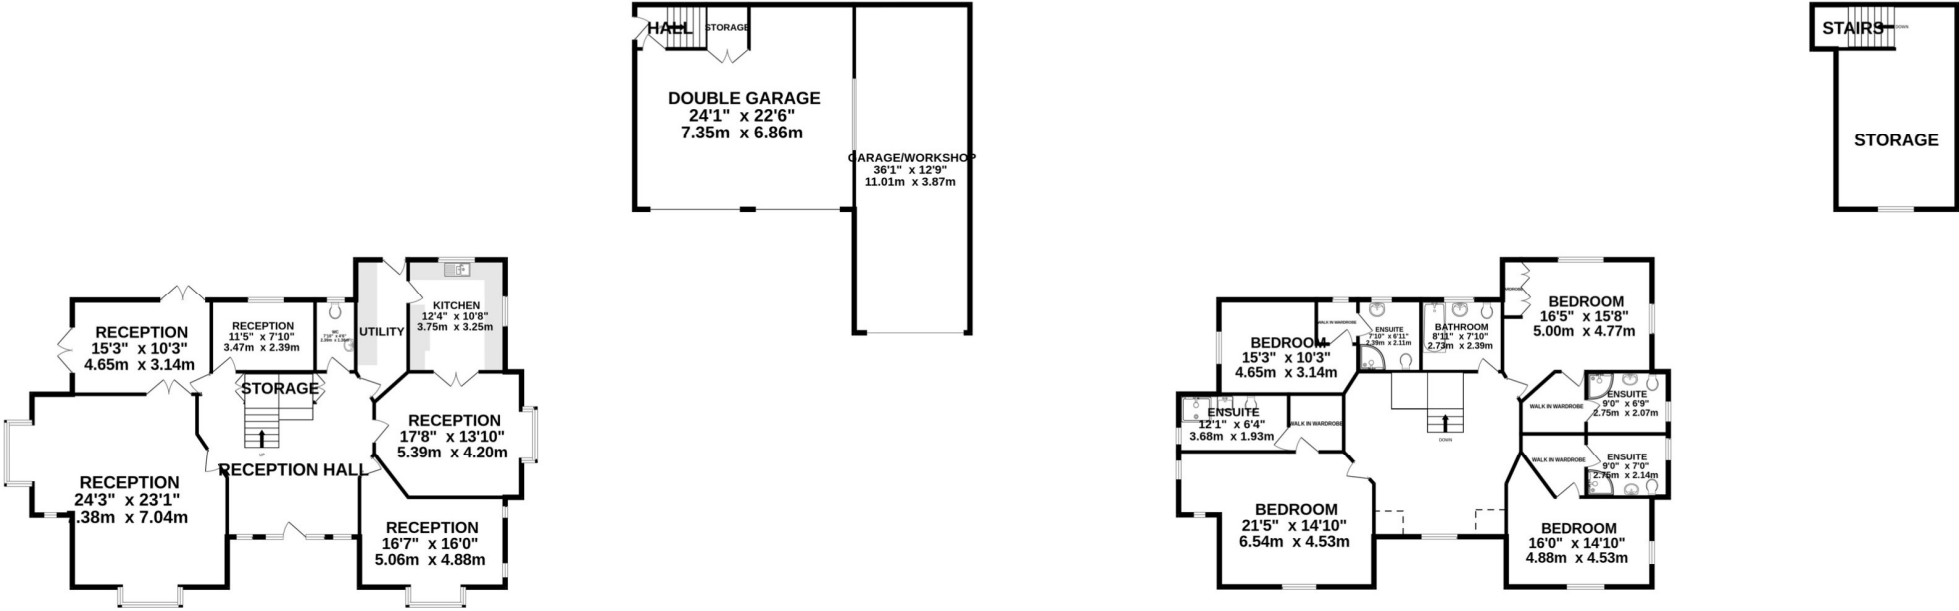 HALL
STORAGE
DOUBLE GARAGE
24'1" x 22'6"
7.35m x 6.86m
GARAGE/WORKSHOP
36'1" x 12'9"
11.01m x 3.87m
KITCHEN
12'4" x 10'8"
3.75m x 3.25m
UTILITY
WC
RECEPTION
11'5" x 7'10"
3.47m x 2.39m
RECEPTION
15'3" x 10'3"
4.65m x 3.14m
STORAGE
RECEPTION
17'8" x 13'10"
5.39m x 4.20m
UP
RECEPTION HALL
RECEPTION
24'3" x 23'1"
.38m x 7.04m
RECEPTION
16'7" x 16'0"
5.06m x 4.88m
STAIRS
DOWN
STORAGE
BEDROOM
16'5" x 15'8"
5.00m x 4.77m
WALK IN WARDROBE
ENSUITE
7'10" x 6'11"
2.39m x 2.11m
BATHROOM
8'11" x 7'10"
2.73m x 2.39m
BEDROOM
15'3" x 10'3"
4.65m x 3.14m
ENSUITE
9'0" x 6'9"
2.75m x 2.07m
WALK IN WARDROBE
ENSUITE
12'1" x 6'4"
3.68m x 1.93m
WALK IN WARDROBE
DOWN
WALK IN WARDROBE
ENSUITE
9'0" x 7'0"
2.75m x 2.14m
BEDROOM
21'5" x 14'10"
6.54m x 4.53m
BEDROOM
16'0" x 14'10"
4.88m x 4.53m